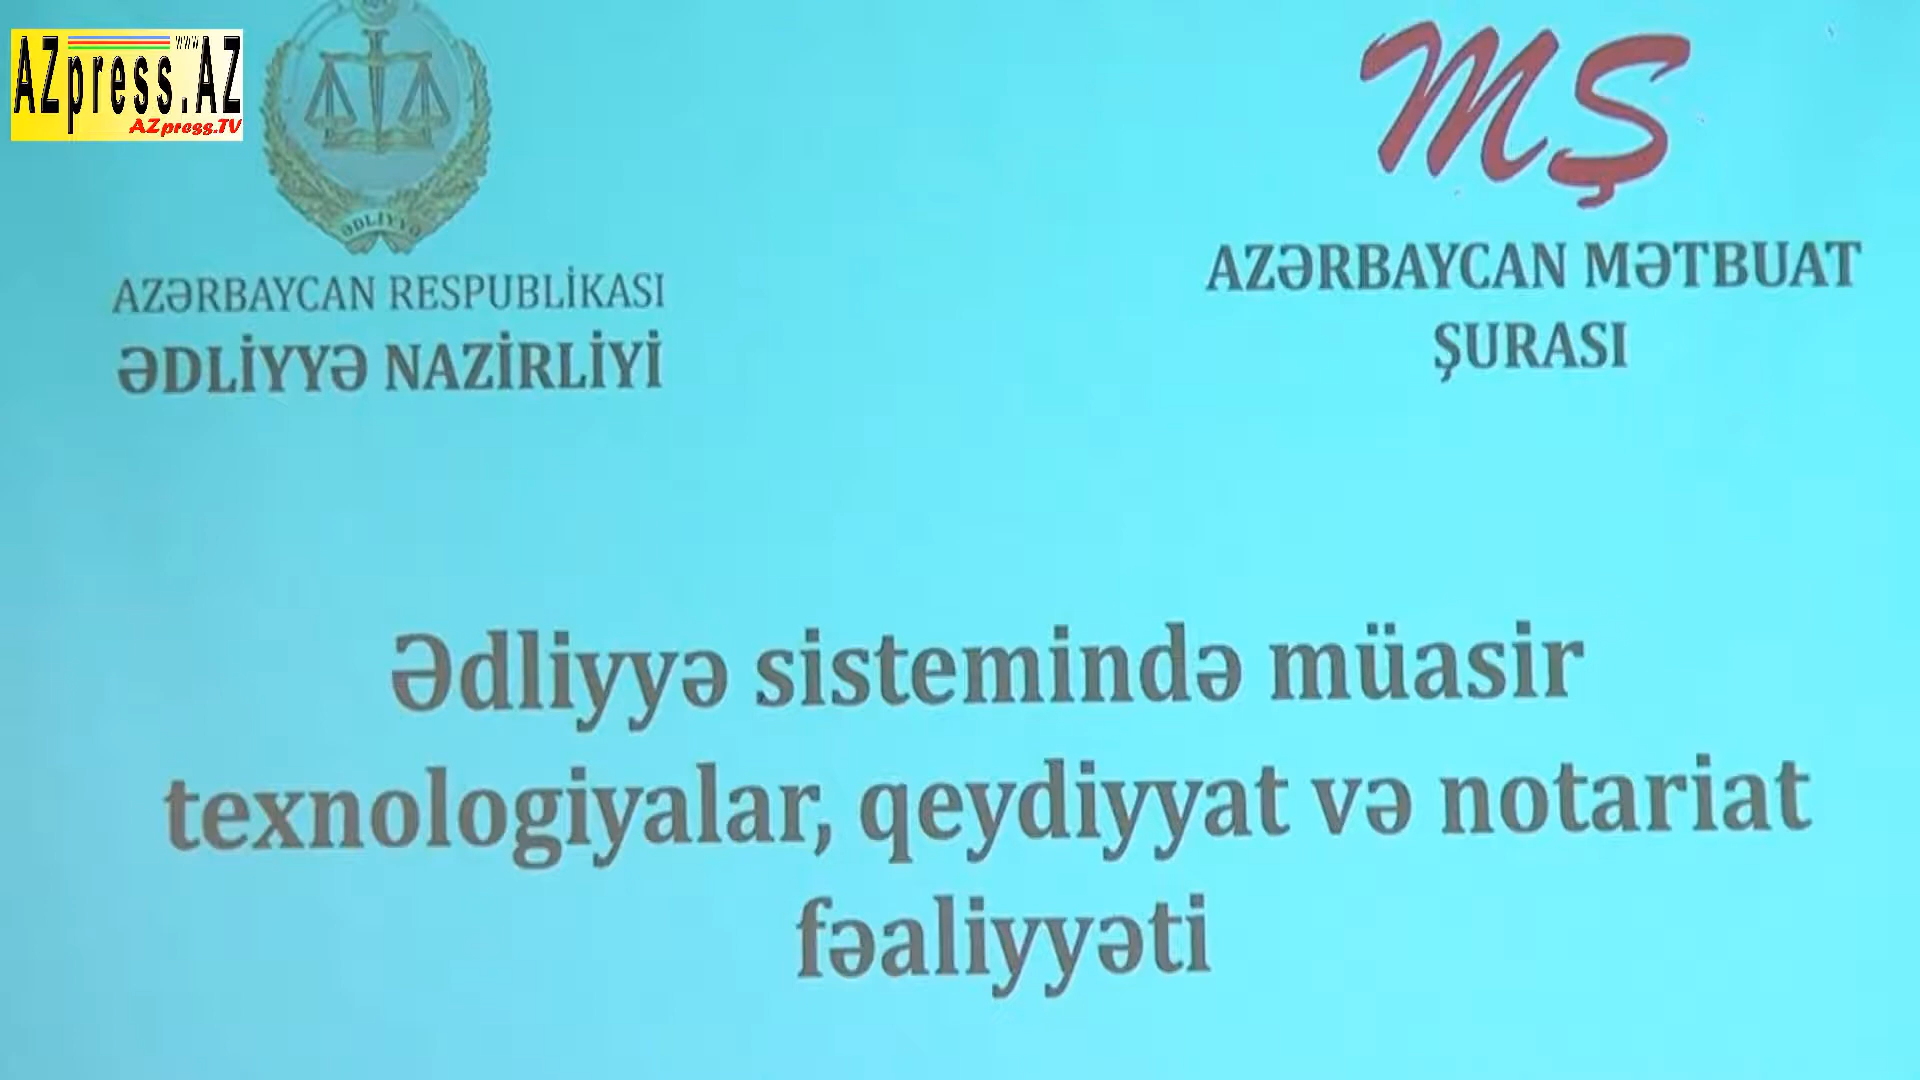 AZpress.AZ
www
AZpress.TV
ƏDLİYYƏ
AZƏRBAYCAN RESPUBLİKASI
ƏDLİYYƏ NAZİRLİYİ
MŞ
AZƏRBAYCAN MƏTBUAT
ŞURASI
Ədliyyə sistemində müasir
texnologiyalar, qeydiyyat və notariat
fəaliyyəti